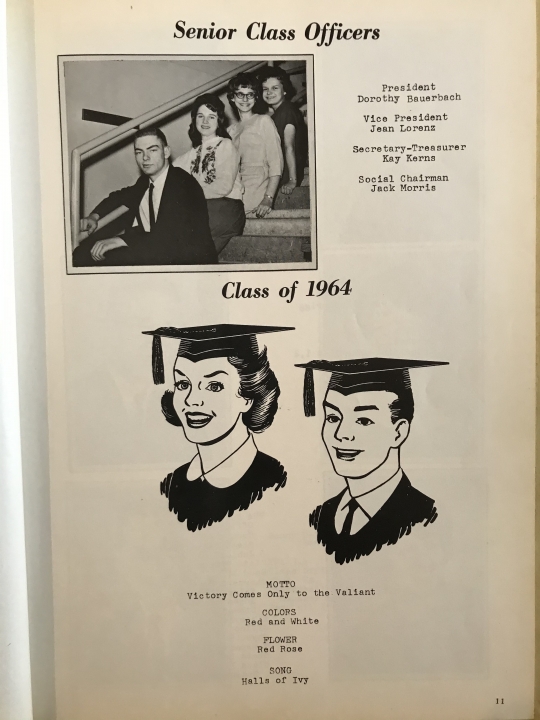 Senior Class Officers
President
Dorothy Bauerbach
Vice President
Jean Lorenz
Secretary-Treasurer
Kay Kerns
Social Chairman
Jack Morris
Class of 1964
MOTTO
Victory Comes Only to the Valiant
COLORS
Red and White
FLOWER
Red Rose
SONG
Halls of Ivy
11